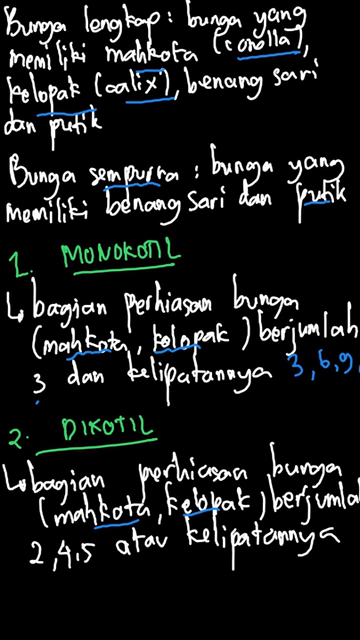 Bunga lengkap : bunga yang
memiliki mahkota (corolla),
kelopak (calix), benang sari
dan putik
Bunga sempurna : bunga yang
memiliki benang sari dan putik
1. MONOKOTIL
↳ bagian perhiasan bunga
(mahkota, kelopak) berjumlah
3 dan kelipatannya 3, 6, 9,
2. DIKOTIL
↳ bagian perhiasan bunga
(mahkota, kelopak) berjumlah
2, 4, 5 atau kelipatannya